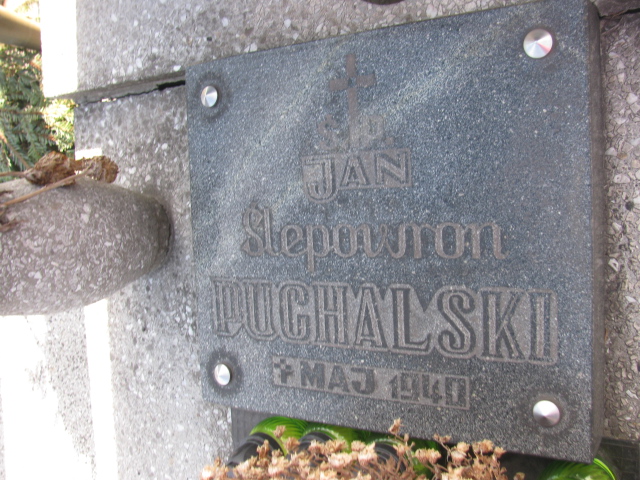 Ś P
JAN
Ślepowron
PUCHALSKI
✝ MAJ 1940